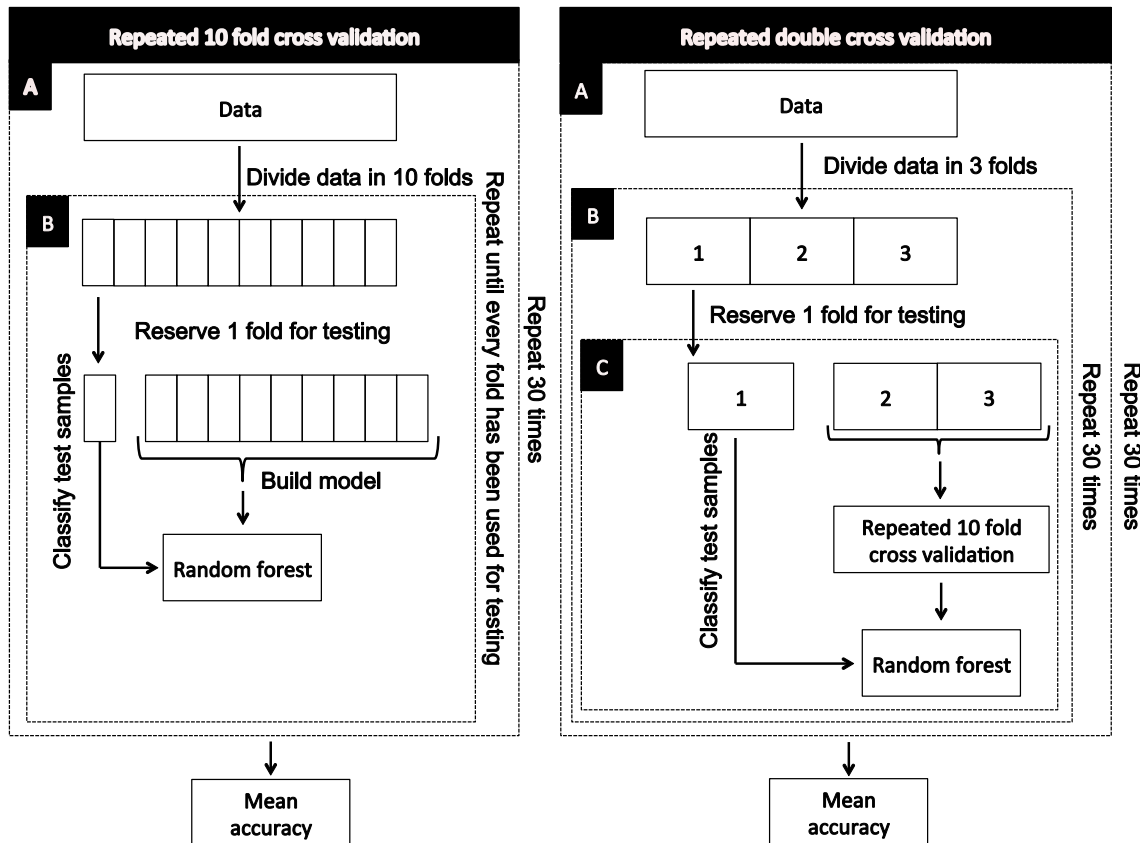 Repeated 10 fold cross validation
A
Data
Divide data in 10 folds
B
Reserve 1 fold for testing
Classify test samples
Build model
Random forest
Repeat until every fold has been used for testing
Repeat 30 times
Mean
accuracy
Repeated double cross validation
A
Data
Divide data in 3 folds
B
1
2
3
Reserve 1 fold for testing
C
1
2
3
Classify test samples
Repeated 10 fold
cross validation
Random forest
Repeat 30 times
Repeat 30 times
Mean
accuracy